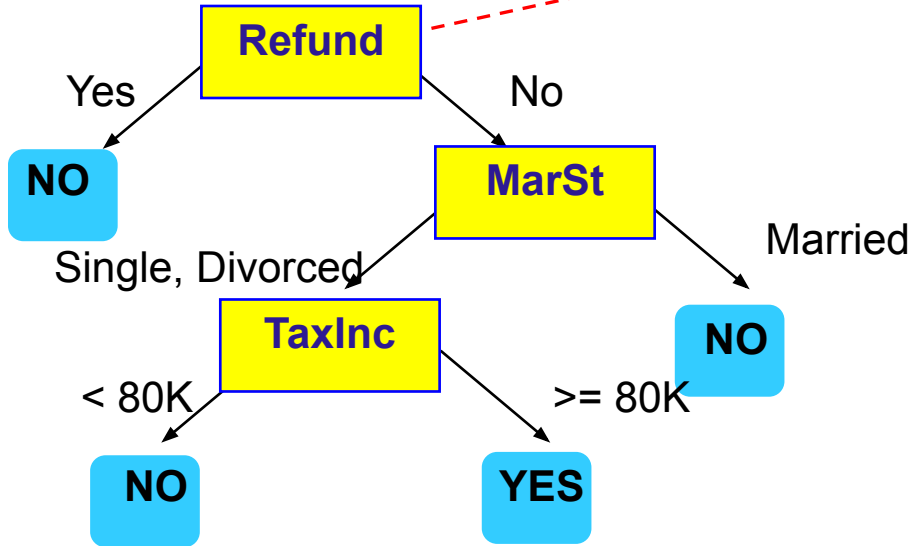 Refund
Yes
No
NO
MarSt
Married
Single, Divorced
TaxInc
NO
< 80K
>= 80K
NO
YES